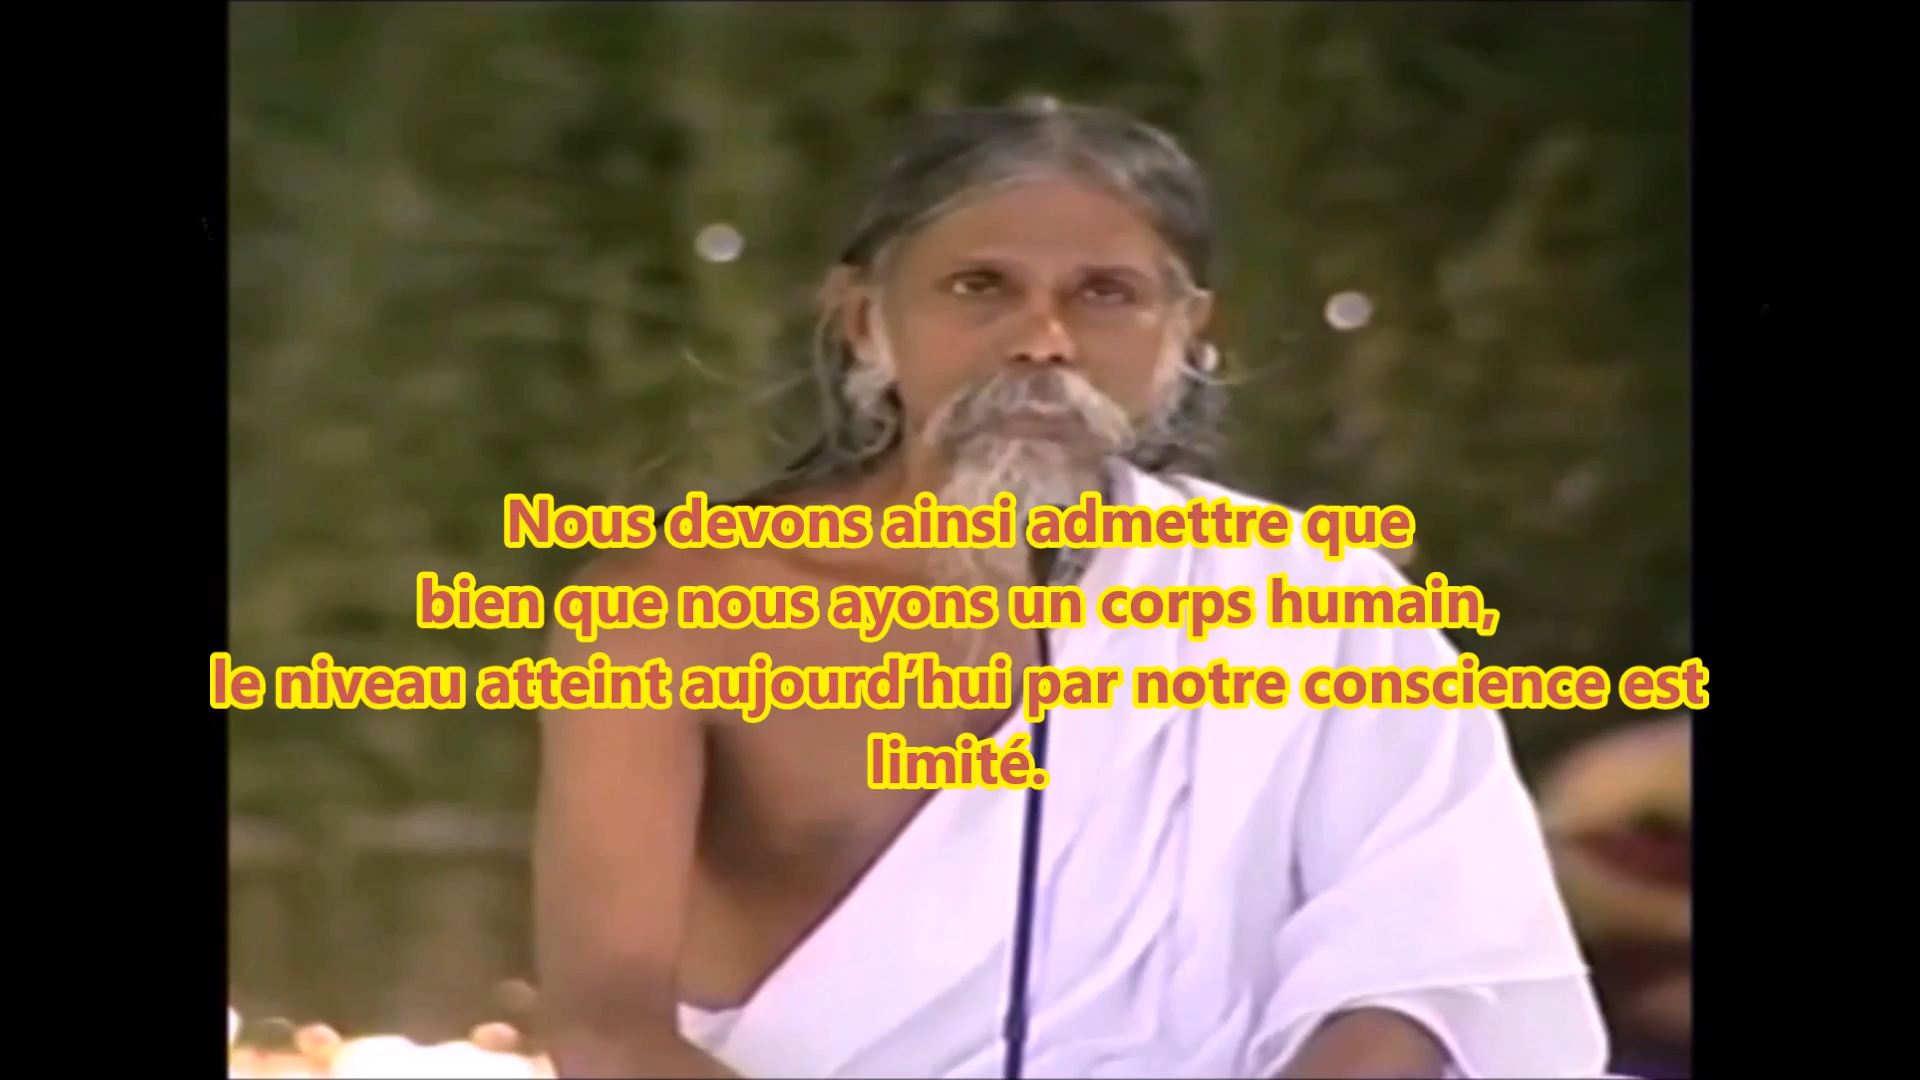 Nous devons ainsi admettre que
bien que nous ayons un corps humain,
le niveau atteint aujourd’hui par notre conscience est
limité.